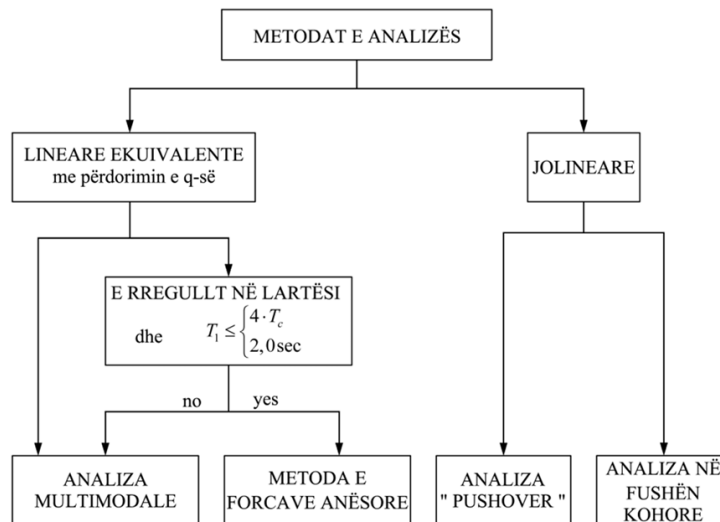 METODAT E ANALIZËS
LINEARE EKUIVALENTE
me përdorimin e q-së
JOLINEARE
E RREGULLT NË LARTËSI
dhe T₁ ≤ { 4 · T꜀
2,0sec
no yes
ANALIZA
MULTIMODALE
METODA E
FORCAVE ANËSORE
ANALIZA
" PUSHOVER "
ANALIZA NË
FUSHËN
KOHORE